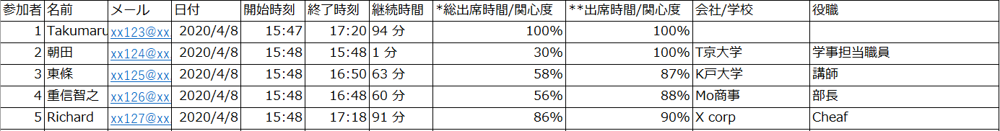 参加者 名前 メール 日付 開始時刻 終了時刻 継続時間 *総出席時間/関心度 **出席時間/関心度 会社/学校 役職
1 Takumaru xx123@xx. 2020/4/8 15:47 17:20 94 分 100% 100%
2 朝田 xx124@xx. 2020/4/8 15:48 15:48 1 分 30% 100% T京大学 学事担当職員
3 東條 xx125@xx. 2020/4/8 15:48 16:50 63 分 58% 87% K戸大学 講師
4 重信智之 xx126@xx. 2020/4/8 15:48 16:48 60 分 56% 88% Mo商事 部長
5 Richard xx127@xx. 2020/4/8 15:48 17:18 91 分 86% 90% X corp Cheaf